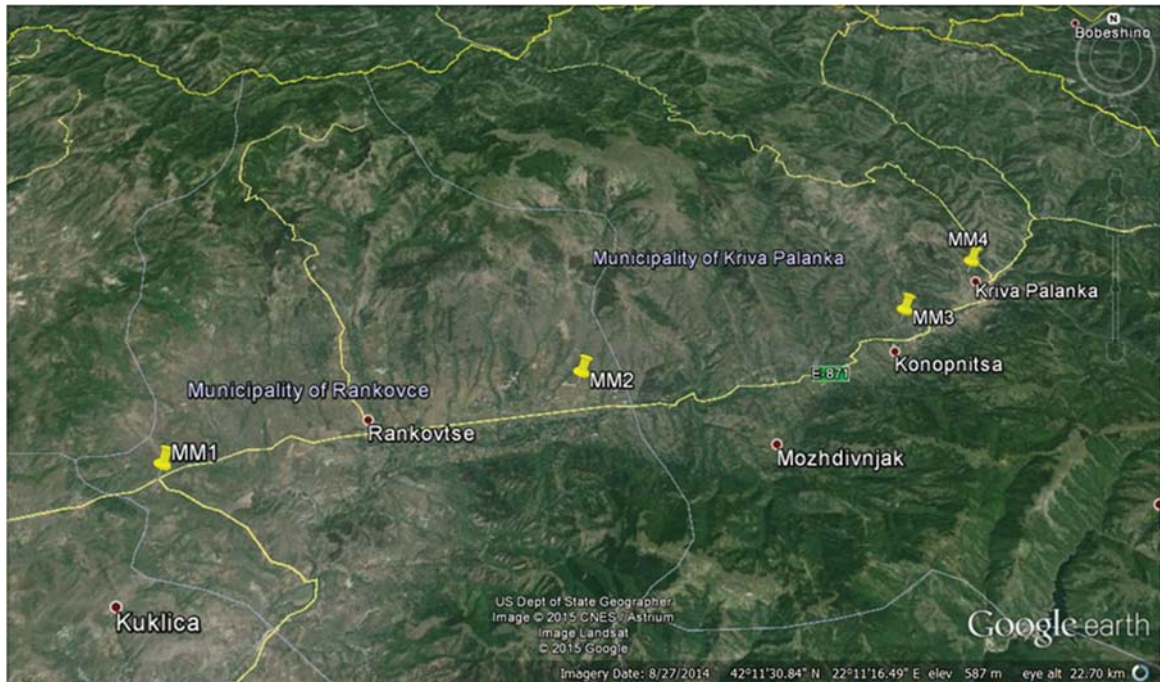 N
Bobeshino
MM4
Municipality of Kriva Palanka
Kriva Palanka
MM3
Konopnitsa
E-871
MM2
Municipality of Rankovce
Rankovtse
MM1
Mozhdivnjak
Kuklica
US Dept of State Geographer
Image © 2015 CNES / Astrium
Image Landsat
© 2015 Google
Google earth
Imagery Date: 8/27/2014 42°11'30.84" N 22°11'16.49" E elev 587 m eye alt 22.70 km